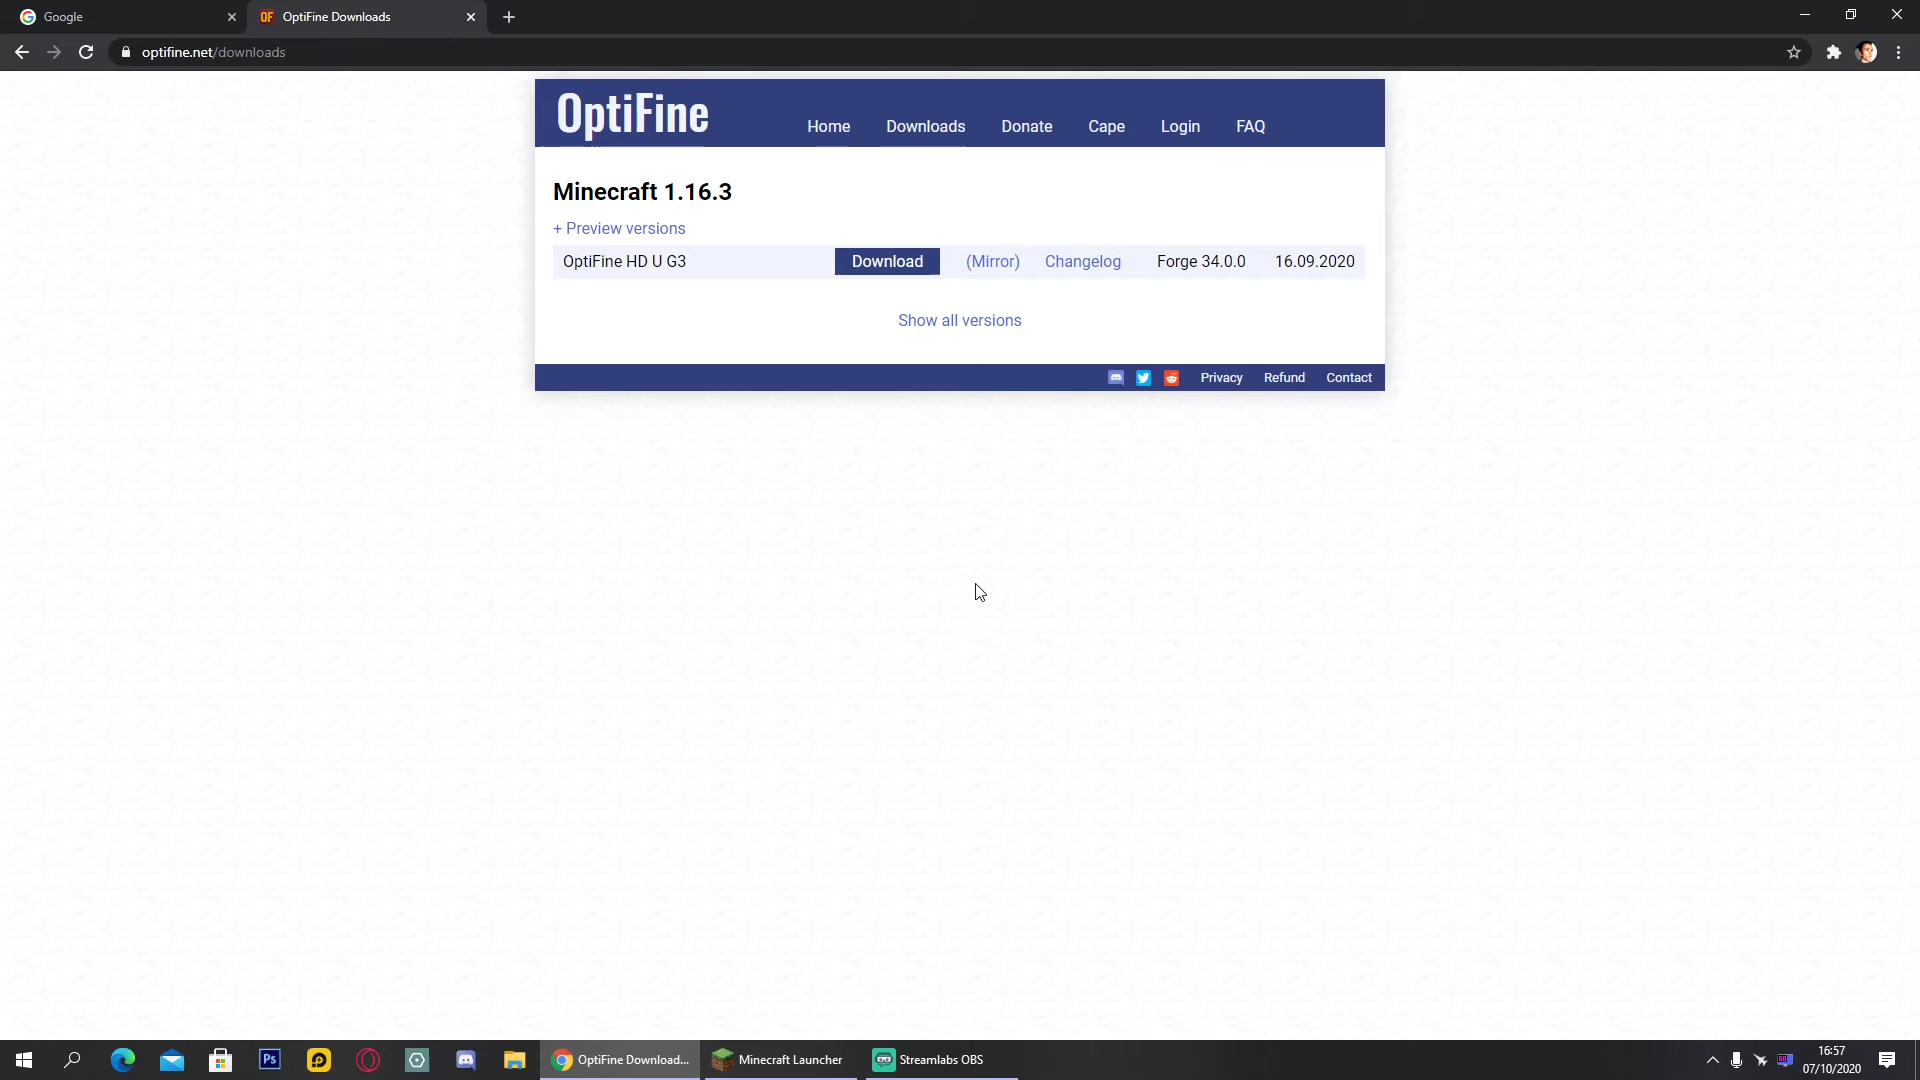 Google
OF OptiFine Downloads
optifine.net/downloads
OptiFine
Home Downloads Donate Cape Login FAQ
Minecraft 1.16.3
+ Preview versions
OptiFine HD U G3 Download (Mirror) Changelog Forge 34.0.0 16.09.2020
Show all versions
Privacy Refund Contact
Ps
OptiFine Download...
Minecraft Launcher
Streamlabs OBS
16:57
07/10/2020